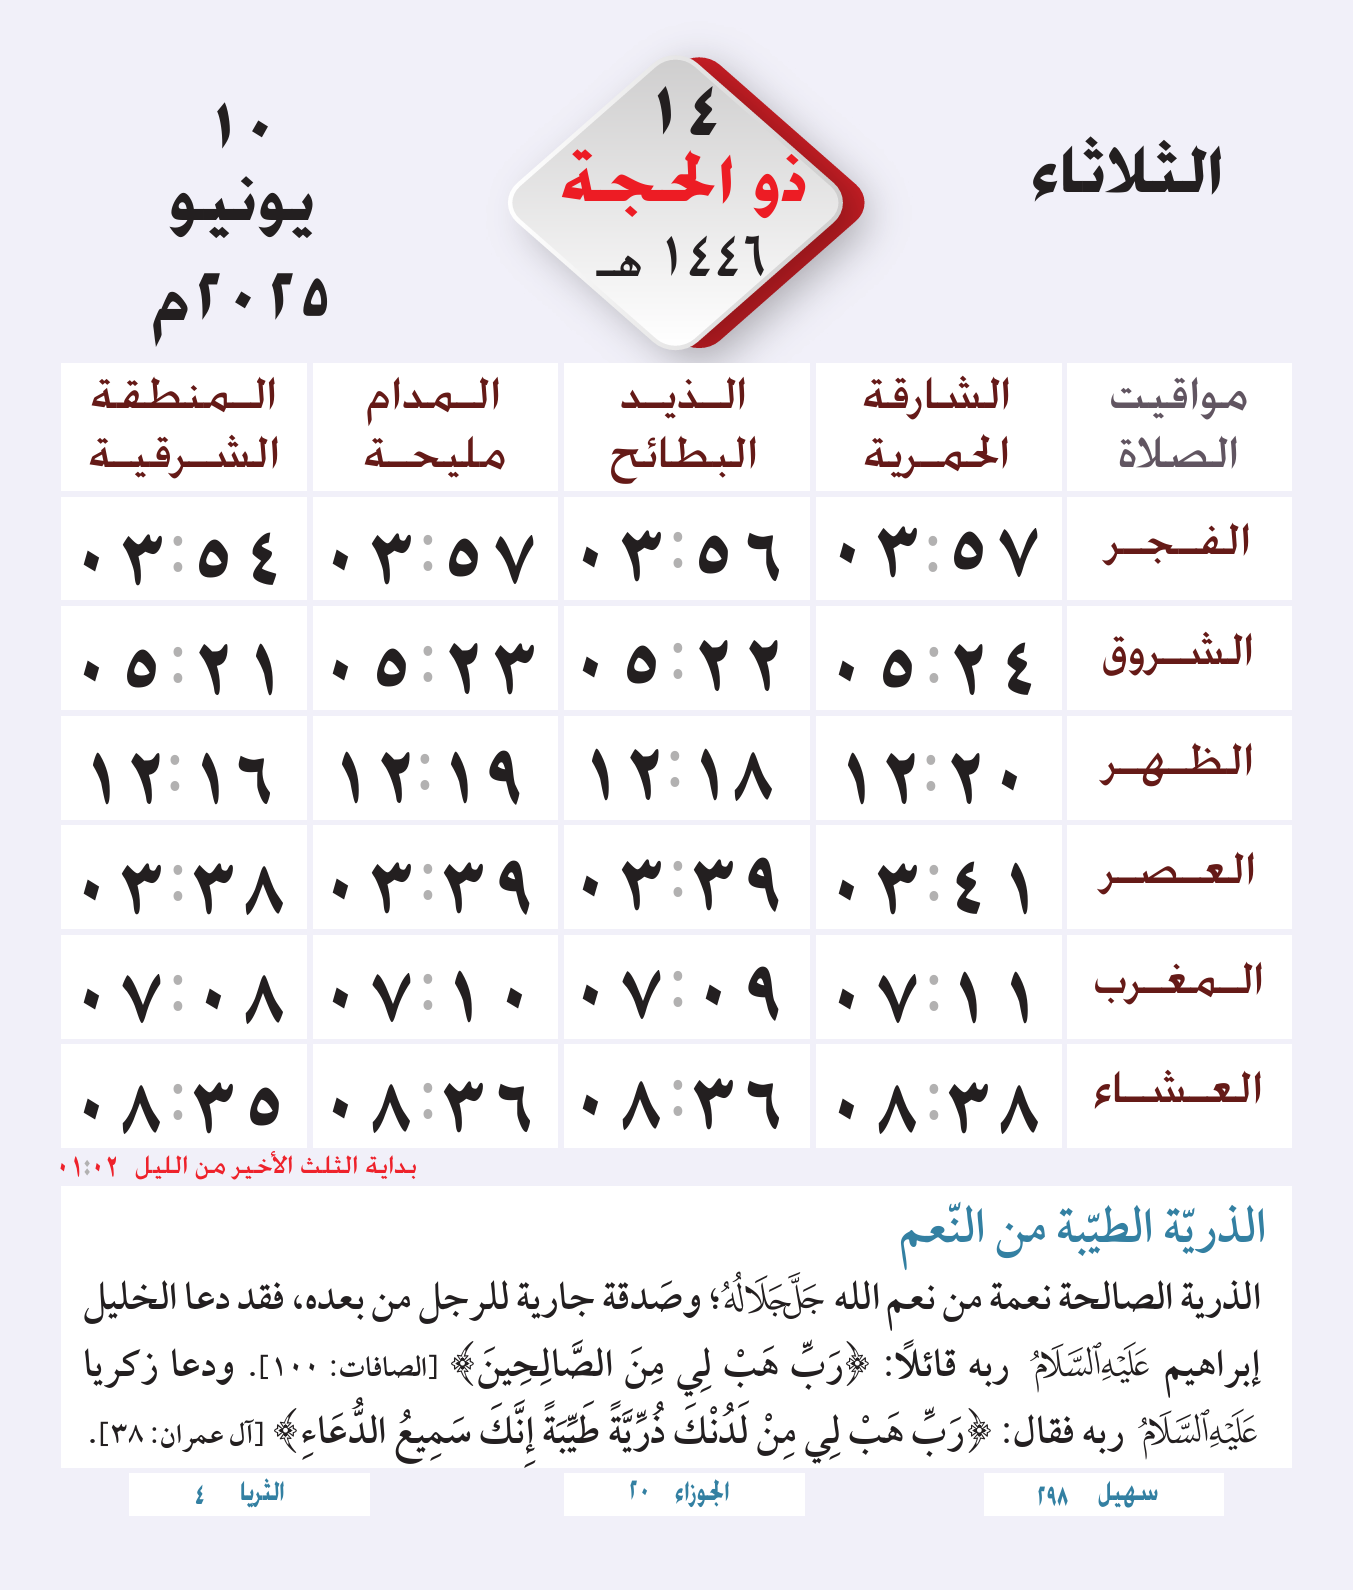 الثلاثاء
١٤
ذو الحجة
١٤٤٦ هـ
١٠
يونيو
٢٠٢٥م
مواقيت الصلاة
الشارقة الحمرية
الذيد البطائح
المدام مليحة
المنطقة الشرقية
الفجر ٠٣:٥٧ ٠٣:٥٦ ٠٣:٥٧ ٠٣:٥٤
الشروق ٠٥:٢٤ ٠٥:٢٢ ٠٥:٢٣ ٠٥:٢١
الظهر ١٢:٢٠ ١٢:١٨ ١٢:١٩ ١٢:١٦
العصر ٠٣:٤١ ٠٣:٣٩ ٠٣:٣٩ ٠٣:٣٨
المغرب ٠٧:١١ ٠٧:٠٩ ٠٧:١٠ ٠٧:٠٨
العشاء ٠٨:٣٨ ٠٨:٣٦ ٠٨:٣٦ ٠٨:٣٥
بداية الثلث الأخير من الليل ٠١:٠٢
الذريّة الطيّبة من النّعم
الذرية الصالحة نعمة من نعم الله جَلَّجَلَالُهُ؛ وصَدقة جارية للرجل من بعده، فقد دعا الخليل
إبراهيم عَلَيْهِ ٱلسَّلَامُ ربه قائلًا: ﴿رَبِّ هَبْ لِي مِنَ الصَّالِحِينَ﴾ [الصافات: ١٠٠]. ودعا زكريا
عَلَيْهِ ٱلسَّلَامُ ربه فقال: ﴿رَبِّ هَبْ لِي مِنْ لَدُنْكَ ذُرِّيَّةً طَيِّبَةً إِنَّكَ سَمِيعُ الدُّعَاءِ﴾ [آل عمران: ٣٨].
سهيل ٢٩٨
الجوزاء ٢٠
الثريا ٤